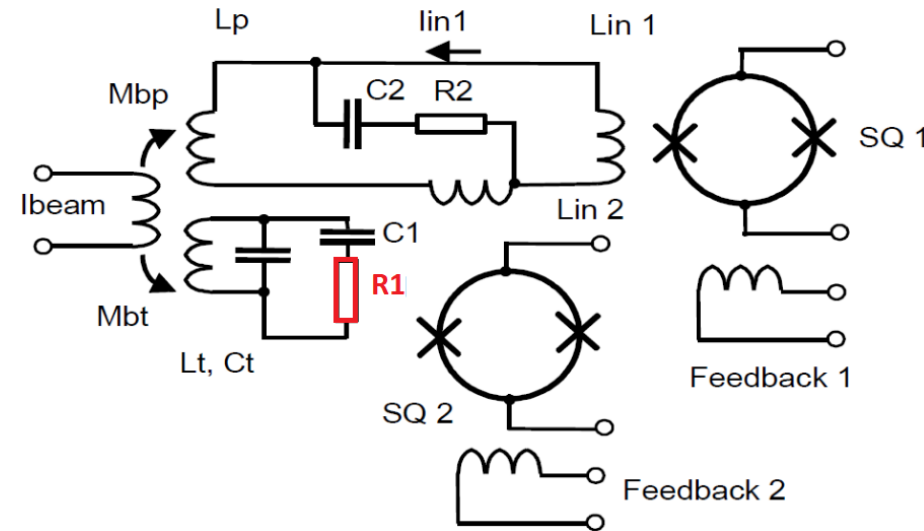 Lp
Iin1
Lin 1
Mbp
C2
R2
SQ 1
Ibeam
Lin 2
C1
R1
Mbt
Lt, Ct
Feedback 1
SQ 2
Feedback 2